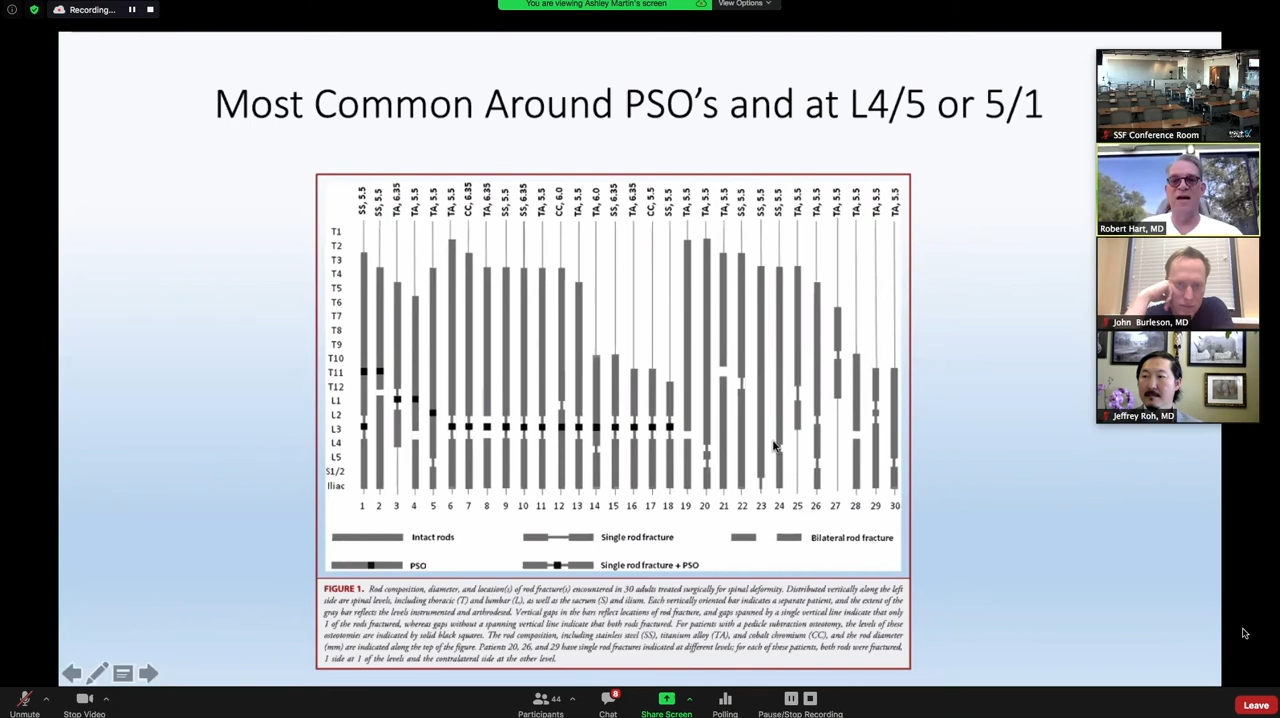 Recording...
You are viewing Ashley Martin's screen
View Options
Most Common Around PSO's and at L4/5 or 5/1
SS, 5.5
SS, 5.5
TA, 6.35
TA, 5.5
TA, 5.5
TA, 5.5
CC, 6.35
TA, 6.35
SS, 5.5
SS, 6.35
TA, 5.5
CC, 6.0
TA, 5.5
TA, 6.0
SS, 6.35
TA, 6.35
CC, 5.5
SS, 5.5
TA, 5.5
TA, 5.5
TA, 5.5
SS, 5.5
SS, 5.5
SS, 5.5
TA, 5.5
TA, 5.5
TA, 5.5
TA, 5.5
TA, 5.5
TA, 5.5
T1
T2
T3
T4
T5
T6
T7
T8
T9
T10
T11
T12
L1
L2
L3
L4
L5
S1/2
Iliac
1 2 3 4 5 6 7 8 9 10 11 12 13 14 15 16 17 18 19 20 21 22 23 24 25 26 27 28 29 30
Intact rods Single rod fracture Bilateral rod fracture
PSO Single rod fracture + PSO
FIGURE 1. Rod composition, diameter, and location(s) of rod fracture(s) encountered in 30 adults treated surgically for spinal deformity. Distributed vertically along the left
side are spinal levels, including thoracic (T) and lumbar (L), as well as the sacrum (S) and ilium. Each vertically oriented bar indicates a separate patient, and the extent of the
gray bar reflects the levels instrumented and arthrodesed. Vertical gaps in the bars reflect locations of rod fracture, and gaps spanned by a single vertical line indicate that only
1 of the rods fractured, whereas gaps without a spanning vertical line indicate that both rods fractured. For patients with a pedicle subtraction osteotomy, the levels of these
osteotomies are indicated by solid black squares. The rod composition, including stainless steel (SS), titanium alloy (TA), and cobalt chromium (CC), and the rod diameter
(mm) are indicated along the top of the figure. Patients 20, 26, and 29 have single rod fractures indicated at different levels; for each of these patients, both rods were fractured,
1 side at 1 of the levels and the contralateral side at the other level.
SSF Conference Room
Robert Hart, MD
John Burleson, MD
Jeffrey Roh, MD
Unmute
Stop Video
44
Participants
8
Chat
Share Screen
Polling
Pause/Stop Recording
Leave